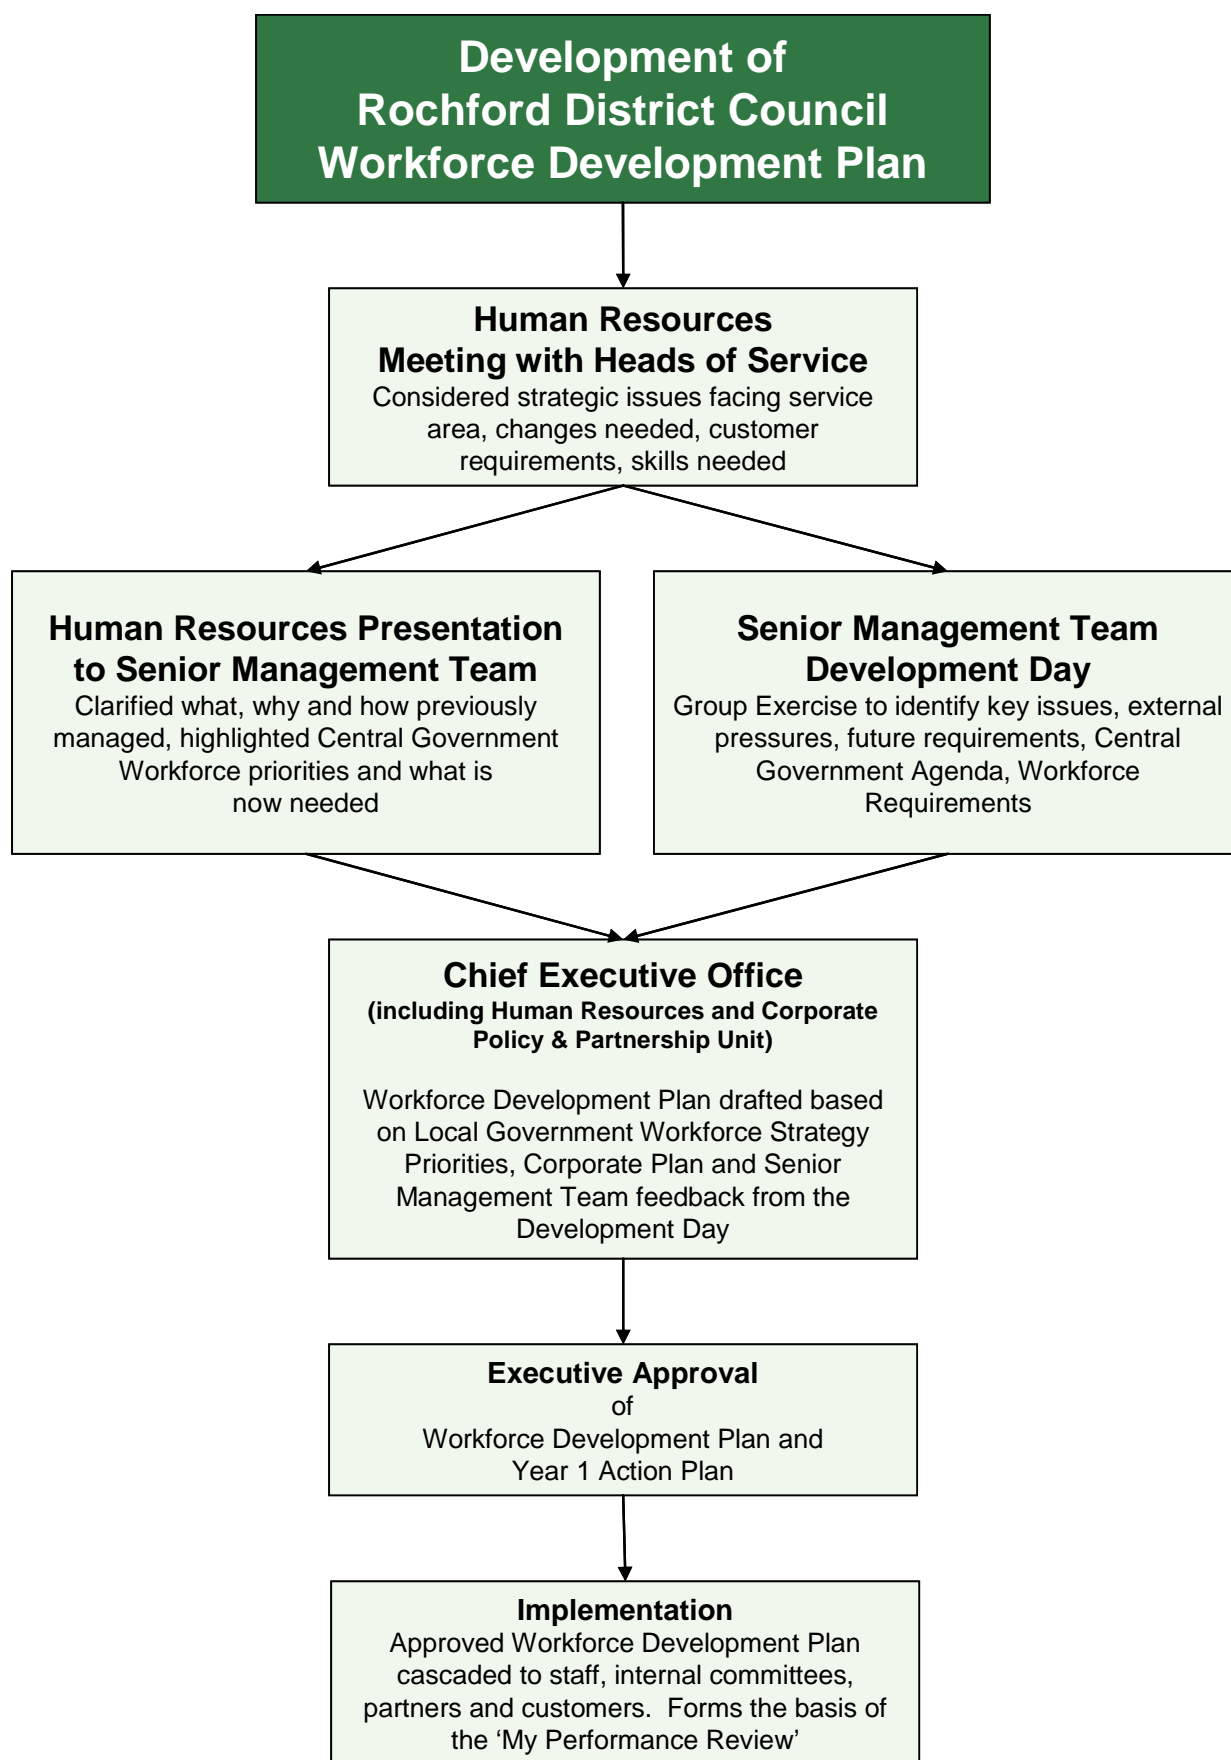 Development of
Rochford District Council
Workforce Development Plan
Human Resources
Meeting with Heads of Service
Considered strategic issues facing service
area, changes needed, customer
requirements, skills needed
Human Resources Presentation
to Senior Management Team
Clarified what, why and how previously
managed, highlighted Central Government
Workforce priorities and what is
now needed
Senior Management Team
Development Day
Group Exercise to identify key issues, external
pressures, future requirements, Central
Government Agenda, Workforce
Requirements
Chief Executive Office
(including Human Resources and Corporate
Policy & Partnership Unit)
Workforce Development Plan drafted based
on Local Government Workforce Strategy
Priorities, Corporate Plan and Senior
Management Team feedback from the
Development Day
Executive Approval
of
Workforce Development Plan and
Year 1 Action Plan
Implementation
Approved Workforce Development Plan
cascaded to staff, internal committees,
partners and customers.  Forms the basis of
the ‘My Performance Review’